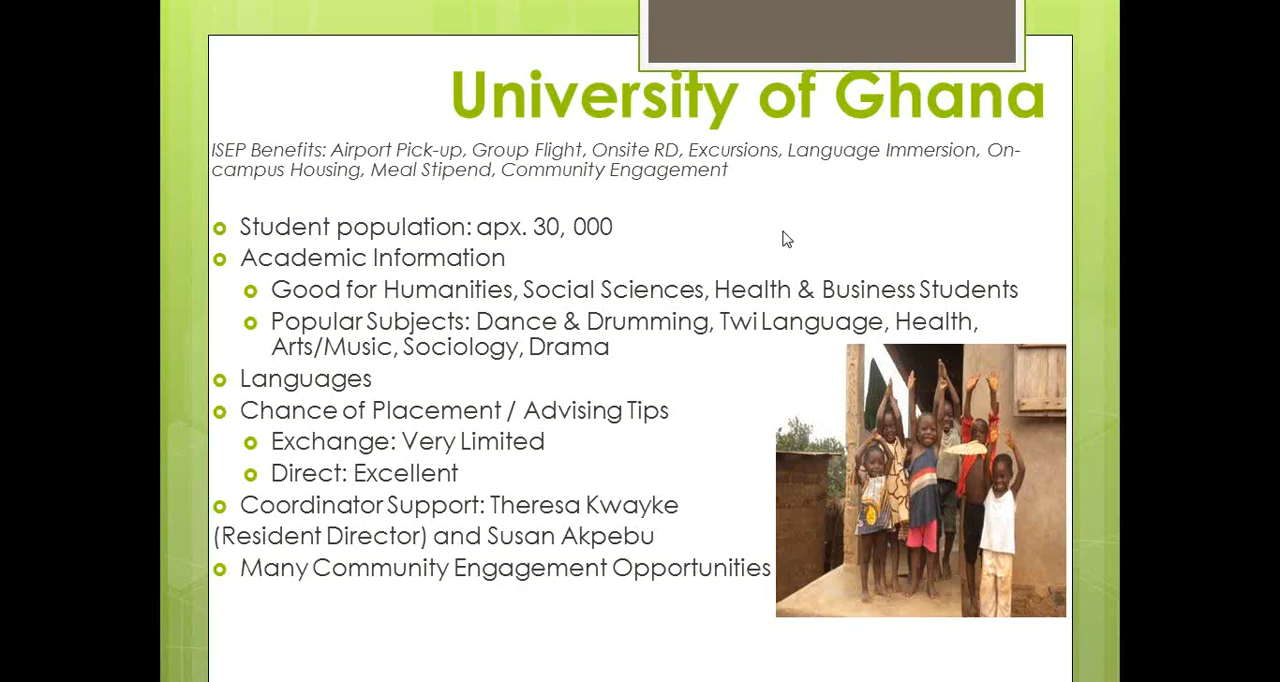 University of Ghana
ISEP Benefits: Airport Pick-up, Group Flight, Onsite RD, Excursions, Language Immersion, On-
campus Housing, Meal Stipend, Community Engagement
Student population: apx. 30, 000
Academic Information
Good for Humanities, Social Sciences, Health & Business Students
Popular Subjects: Dance & Drumming, Twi Language, Health,
Arts/Music, Sociology, Drama
Languages
Chance of Placement / Advising Tips
Exchange: Very Limited
Direct: Excellent
Coordinator Support: Theresa Kwayke
(Resident Director) and Susan Akpebu
Many Community Engagement Opportunities